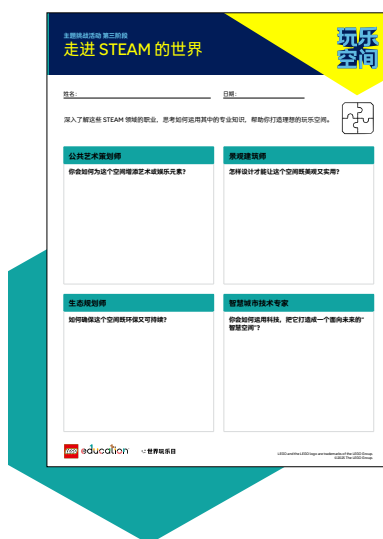 主题挑战活动 第三阶段
走进 STEAM 的世界
玩乐
空间
姓名:
日期:
深入了解这些 STEAM 领域的职业，思考如何运用其中的专业知识，帮助你打造理想的玩乐空间。
公共艺术策划师
你会如何为这个空间增添艺术或娱乐元素？
景观建筑师
怎样设计才能让这个空间既美观又实用？
生态规划师
如何确保这个空间既环保又可持续？
智慧城市技术专家
你会如何运用科技，把它打造成一个面向未来的“
智慧空间”？
LEGO education
世界玩乐日
LEGO and the LEGO logo are trademarks of the LEGO Group.
©2025 The LEGO Group.